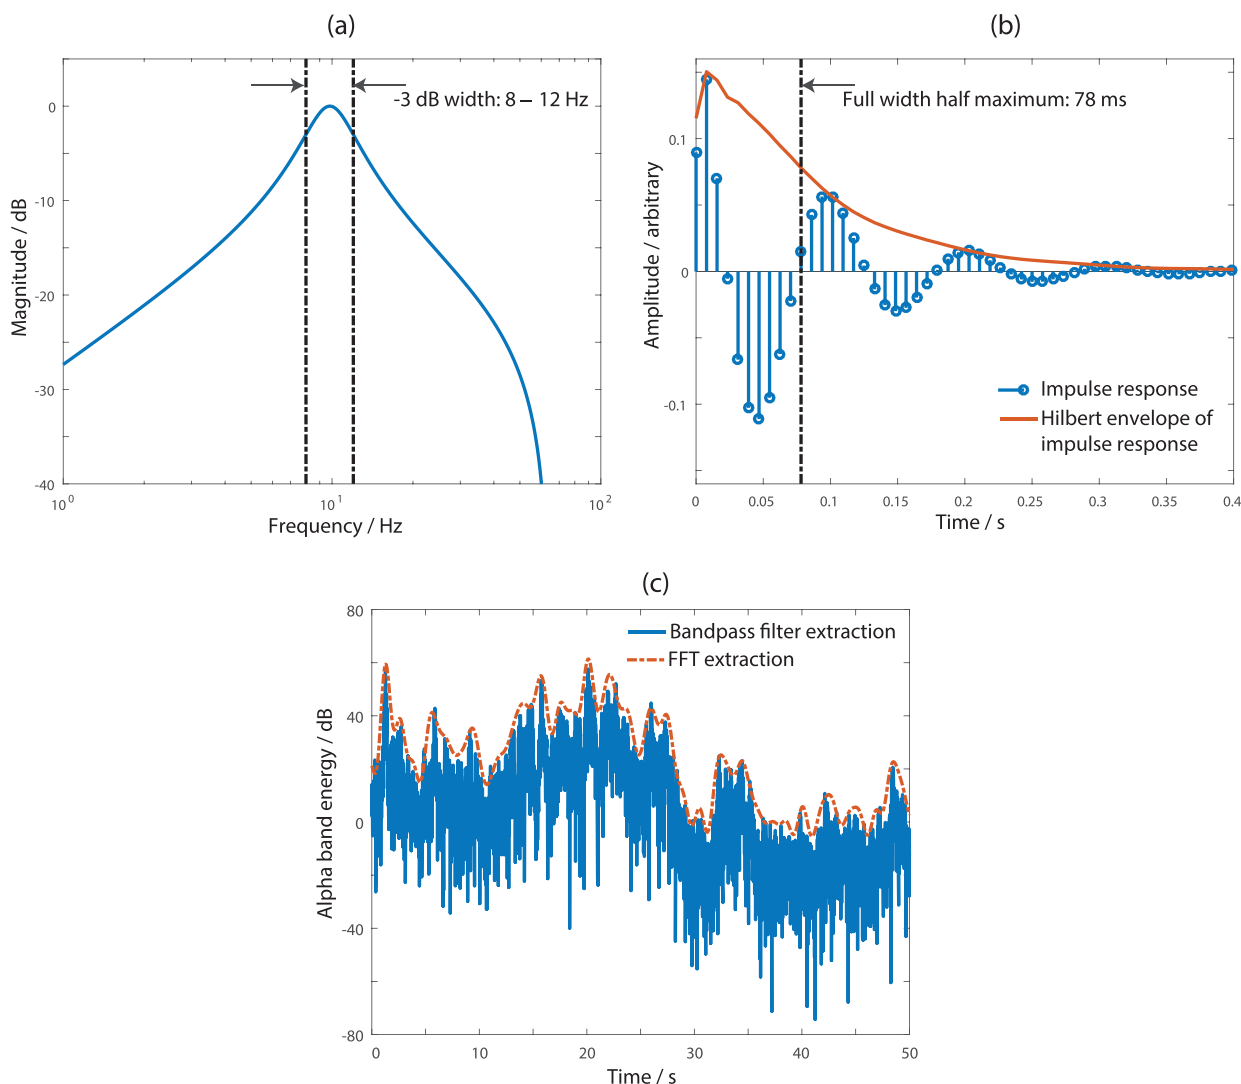 (a)
-3 dB width: 8 – 12 Hz
0
-10
-20
-30
-40
10^0
10^1
10^2
Magnitude / dB
Frequency / Hz
(b)
Full width half maximum: 78 ms
0.1
0
-0.1
Amplitude / arbitrary
Impulse response
Hilbert envelope of
impulse response
0
0.05
0.1
0.15
0.2
0.25
0.3
0.35
0.4
Time / s
(c)
Bandpass filter extraction
FFT extraction
80
40
0
-40
-80
Alpha band energy / dB
0
10
20
30
40
50
Time / s